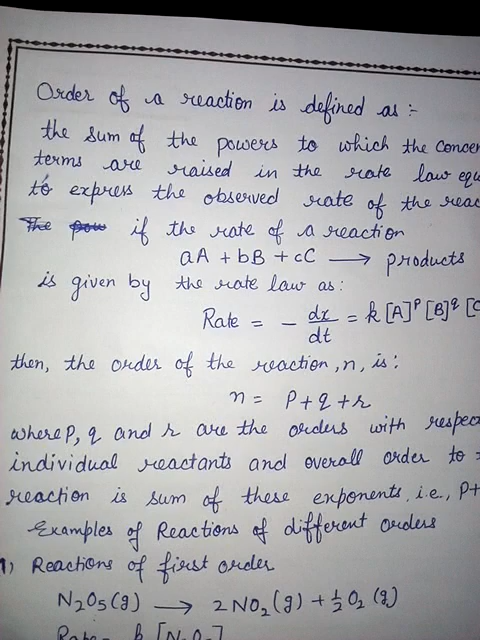 Order of a reaction is defined as :-
the sum of the powers to which the concen
terms are raised in the rate law equ
to express the observed rate of the reac
The pow if the rate of a reaction
aA + bB + cC ⟶ products
is given by the rate law as:
Rate = - dx/dt = k [A]^p [B]^q [C
then, the order of the reaction, n, is:
n = p+q+r
where p, q and r are the orders with respec
individual reactants and overall order to
reaction is sum of these exponents, i.e., p+
Examples of Reactions of different orders
1) Reactions of first order
N₂O₅(g) ⟶ 2NO₂(g) + ½O₂(g)
Rate = k [N₂O₅]